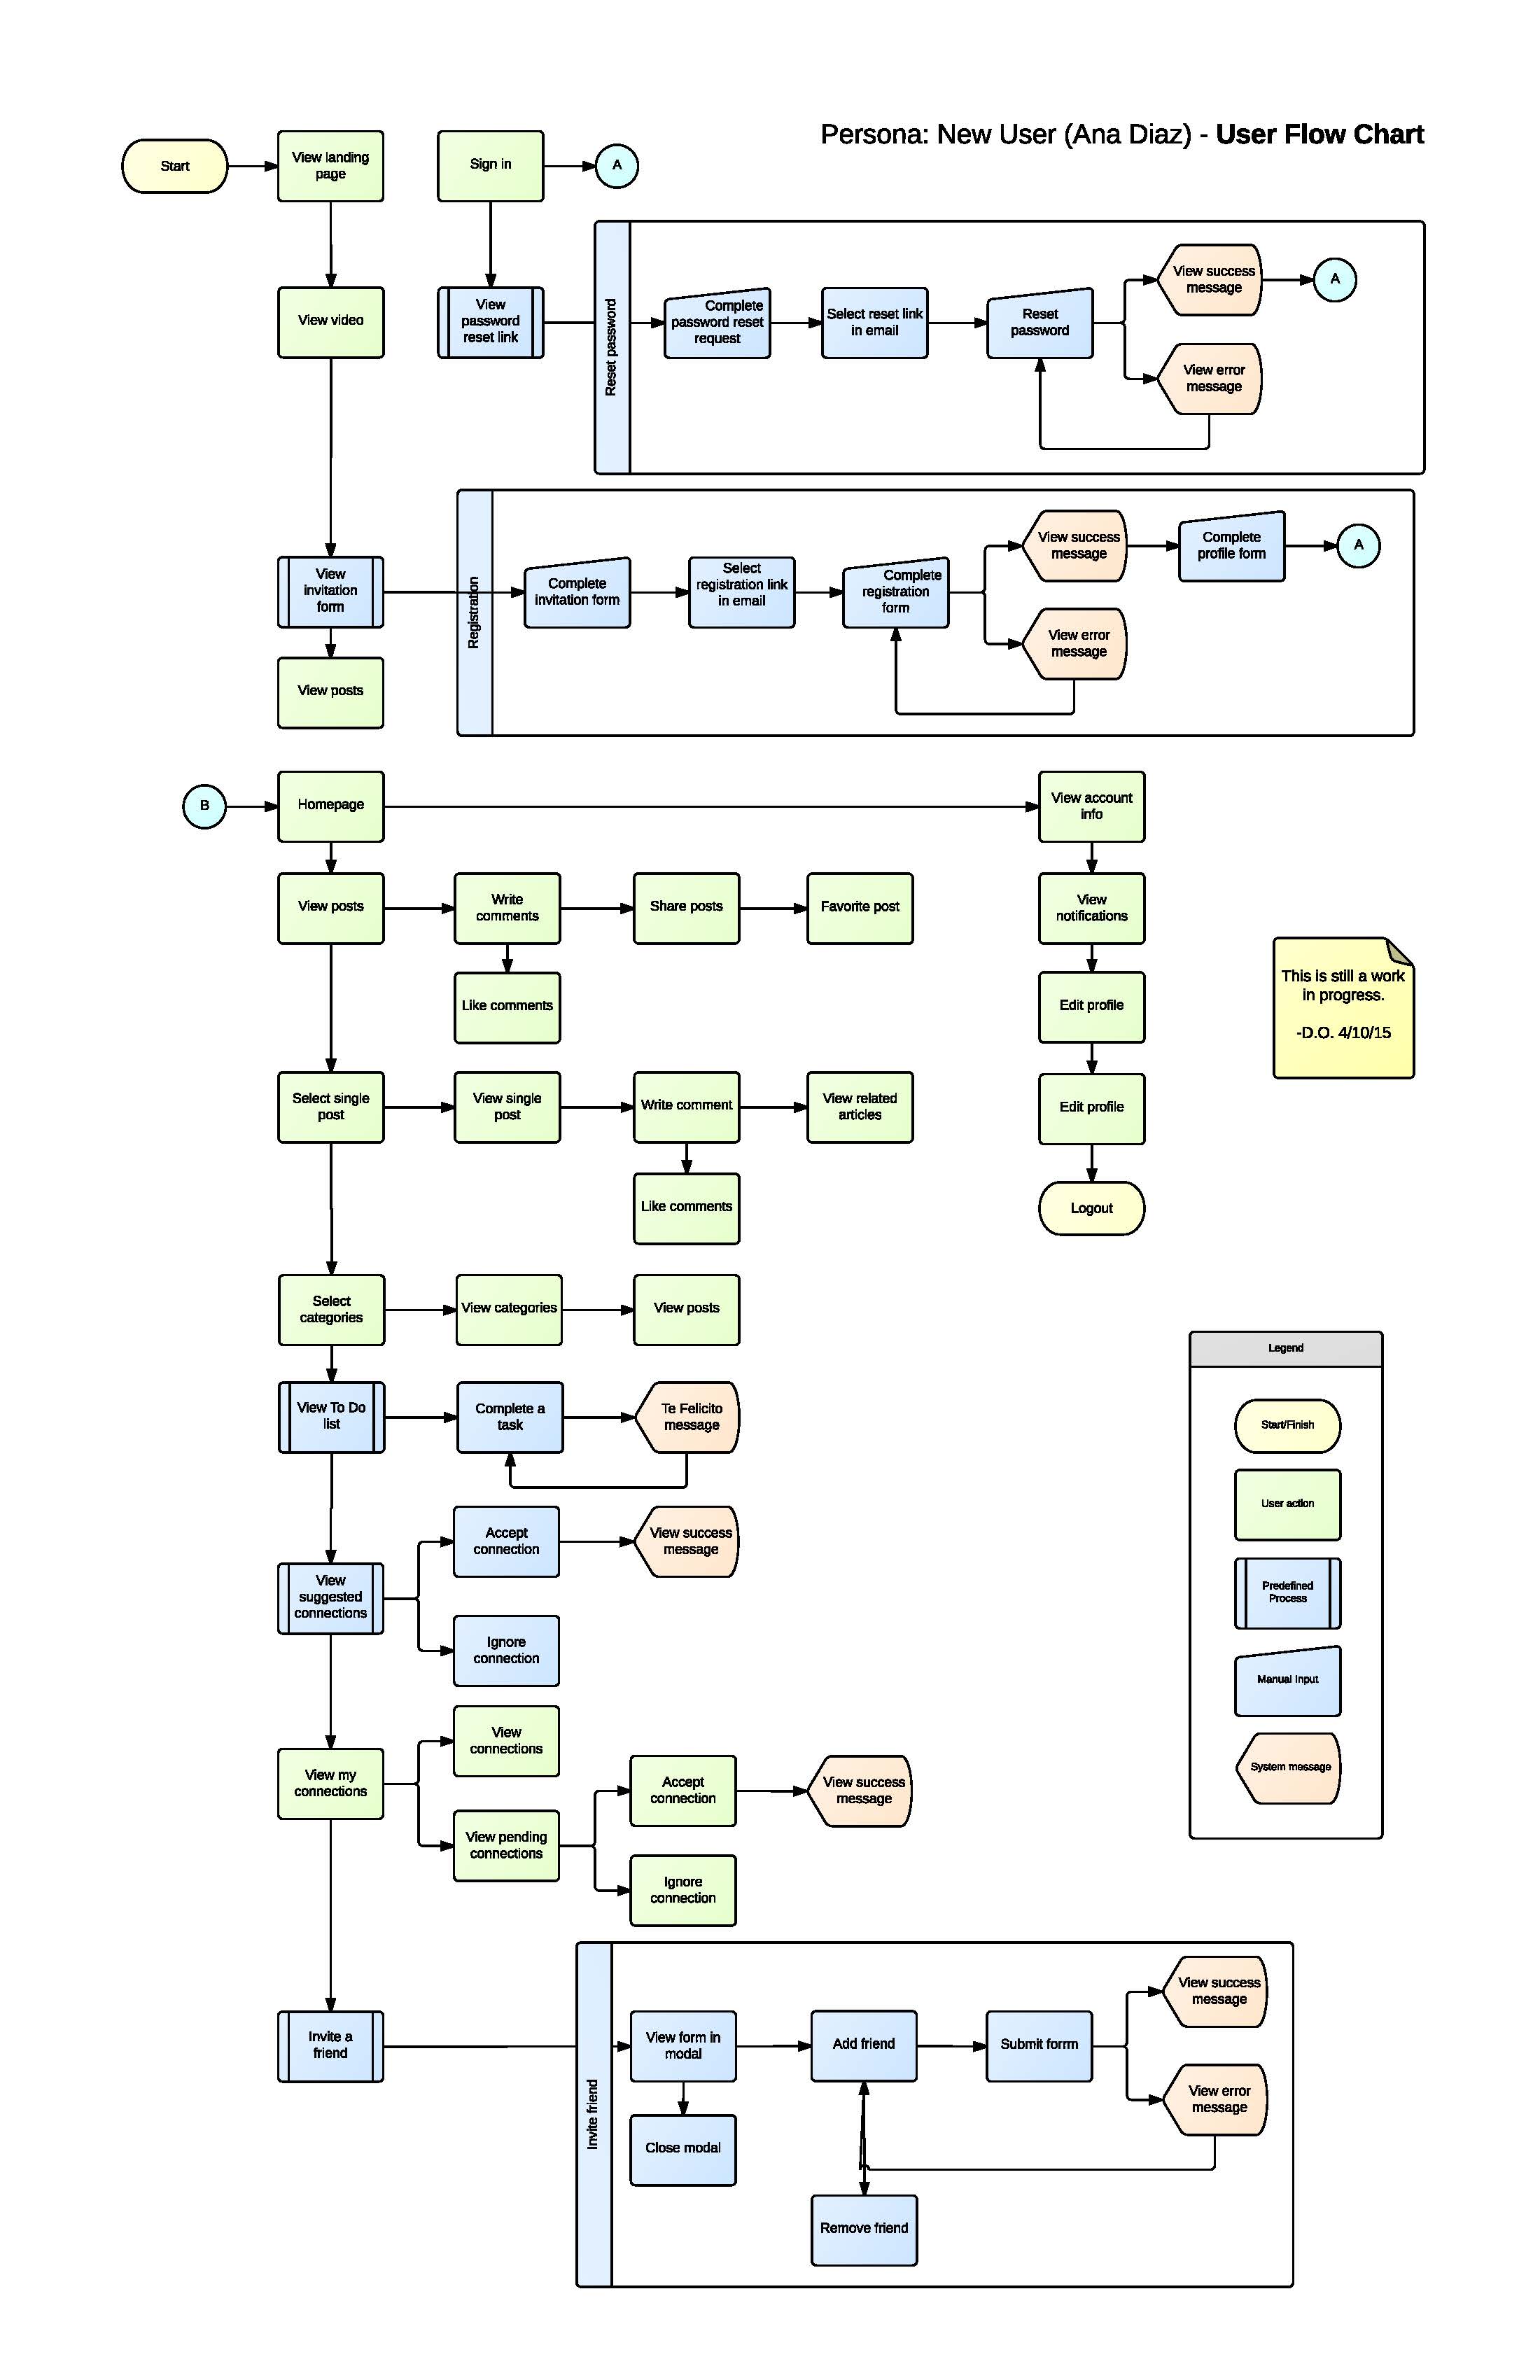 Persona: New User (Ana Diaz) - User Flow Chart
Start
View landing
page
Sign in
A
View video
View
password
reset link
Reset password
Complete
password reset
request
Select reset link
in email
Reset
password
View success
message
A
View error
message
View
invitation
form
Registration
Complete
invitation form
Select
registration link
in email
Complete
registration
form
View success
message
Complete
profile form
A
View error
message
View posts
B
Homepage
View account
info
View posts
Write
comments
Share posts
Favorite post
View
notifications
Like comments
Edit profile
This is still a work
in progress.
-D.O. 4/10/15
Select single
post
View single
post
Write comment
View related
articles
Edit profile
Like comments
Logout
Select
categories
View categories
View posts
View To Do
list
Complete a
task
Te Felicito
message
View
suggested
connections
Accept
connection
View success
message
Ignore
connection
View my
connections
View
connections
View pending
connections
Accept
connection
View success
message
Ignore
connection
Legend
Start/Finish
User action
Predefined
Process
Manual Input
System message
Invite a
friend
Invite friend
View form in
modal
Add friend
Submit form
View success
message
View error
message
Close modal
Remove friend